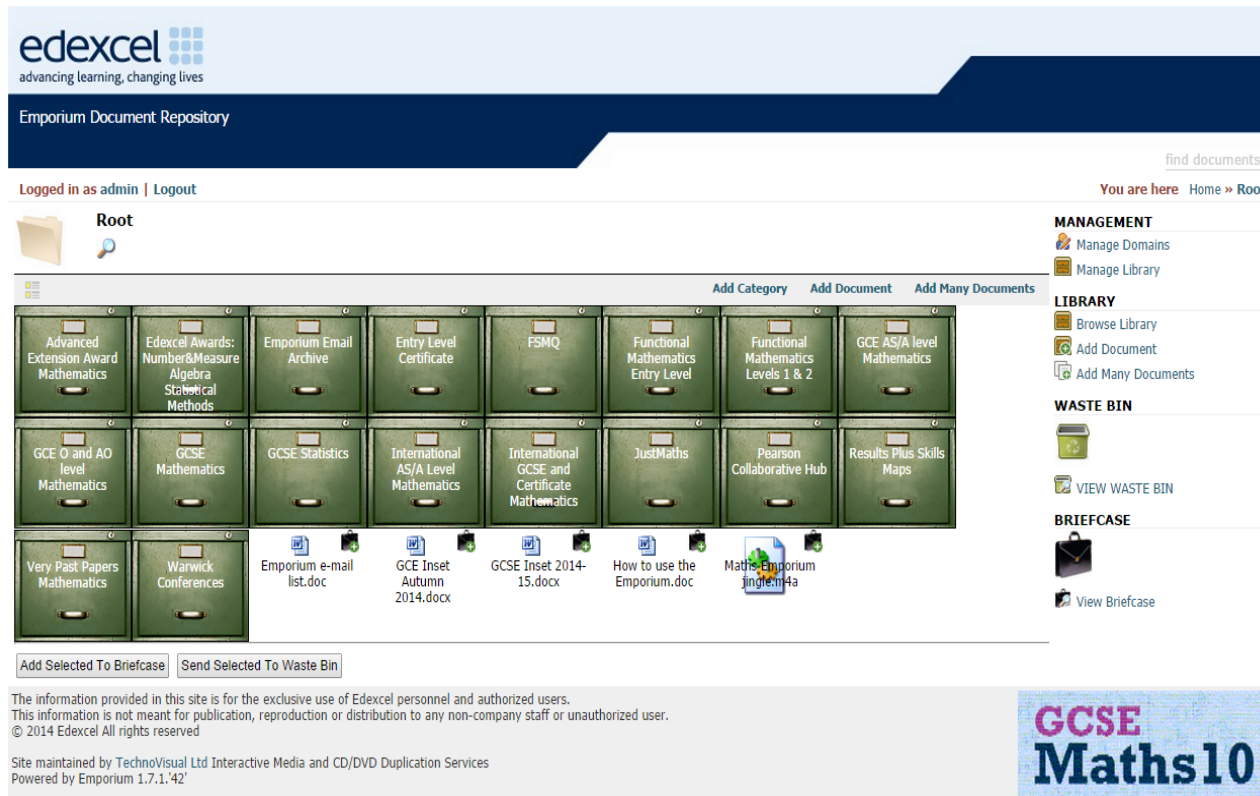 edexcel
advancing learning, changing lives
Emporium Document Repository
find documents
Logged in as admin | Logout
You are here Home » Roo
Root
Add Category Add Document Add Many Documents
Advanced
Extension Award
Mathematics
Edexcel Awards:
Number&Measure
Algebra
Statistical
Methods
Emporium Email
Archive
Entry Level
Certificate
FSMQ
Functional
Mathematics
Entry Level
Functional
Mathematics
Levels 1 & 2
GCE AS/A level
Mathematics
GCE O and AO
level
Mathematics
GCSE
Mathematics
GCSE Statistics
International
AS/A Level
Mathematics
International
GCSE and
Certificate
Mathematics
JustMaths
Pearson
Collaborative Hub
Results Plus Skills
Maps
Very Past Papers
Mathematics
Warwick
Conferences
Emporium e-mail
list.doc
GCE Inset
Autumn
2014.docx
GCSE Inset 2014-
15.docx
How to use the
Emporium.doc
Maths Emporium
jingle.m4a
MANAGEMENT
Manage Domains
Manage Library
LIBRARY
Browse Library
Add Document
Add Many Documents
WASTE BIN
VIEW WASTE BIN
BRIEFCASE
View Briefcase
Add Selected To Briefcase Send Selected To Waste Bin
The information provided in this site is for the exclusive use of Edexcel personnel and authorized users.
This information is not meant for publication, reproduction or distribution to any non-company staff or unauthorized user.
© 2014 Edexcel All rights reserved
Site maintained by TechnoVisual Ltd Interactive Media and CD/DVD Duplication Services
Powered by Emporium 1.7.1.'42'
GCSE
Maths10